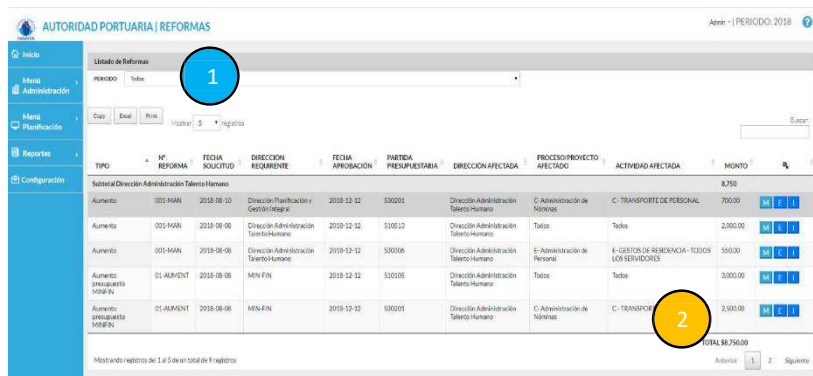 AUTORIDAD PORTUARIA | REFORMAS
Admin - | PERIODO: 2018 ?
Inicio
Menú Administración
Menú Planificación
Reportes
Configuración
Listado de Reformas
PERIODO Todos
1
Copy Excel Print Mostrar 5 registros
Buscar:
TIPO N° REFORMA FECHA SOLICITUD DIRECCIÓN REQUIRENTE FECHA APROBACIÓN PARTIDA PRESUPUESTARIA DIRECCIÓN AFECTADA PROCESO/PROYECTO AFECTADO ACTIVIDAD AFECTADA MONTO
Subtotal Dirección Administración Talento Humano 8,750
Aumento 001-MAN 2018-08-10 Dirección Planificación y Gestión Integral 2018-12-12 530201 Dirección Administración Talento Humano C-Administración de Nóminas C - TRANSPORTE DE PERSONAL 700.00 M E I
Aumento 001-MAN 2018-08-08 Dirección Administración Talento Humano 2018-12-12 510513 Dirección Administración Talento Humano Todos Todos 2,000.00 M E I
Aumento 001-MAN 2018-08-08 Dirección Administración Talento Humano 2018-12-12 530306 Dirección Administración Talento Humano E-Administración de Personal E-GESTOS DE RESIDENCIA - TODOS LOS SERVIDORES 550.00 M E I
Aumento presupuesto MINFIN 01-AUMENT 2018-08-08 MIN-FIN 2018-12-12 510105 Dirección Administración Talento Humano Todos Todos 3,000.00 M E I
Aumento presupuesto MINFIN 01-AUMENT 2018-08-08 MIN-FIN 2018-12-12 530201 Dirección Administración Talento Humano C-Administración de Nóminas C - TRANSPORT 2,500.00 M E I
2
TOTAL $8,750.00
Mostrando registros del 1 al 5 de un total de 9 registros
Anterior 1 2 Siguiente